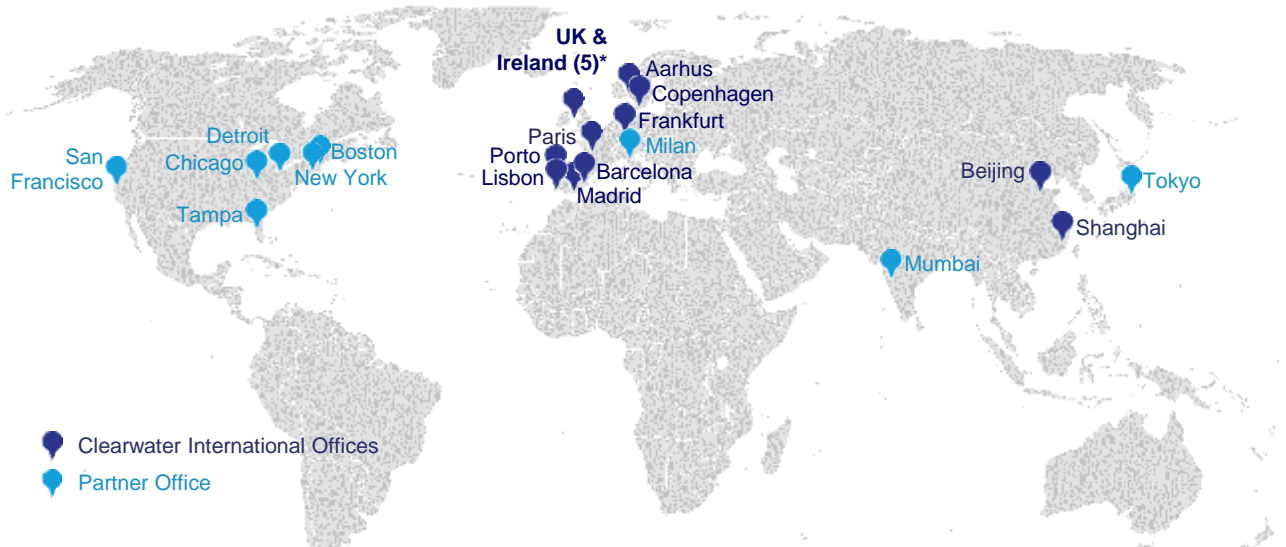 UK &
Ireland (5)*
Aarhus
Copenhagen
Frankfurt
Paris
Milan
Porto
Lisbon
Barcelona
Madrid
Detroit
Chicago
Boston
New York
San
Francisco
Tampa
Beijing
Tokyo
Shanghai
Mumbai
Clearwater International Offices
Partner Office